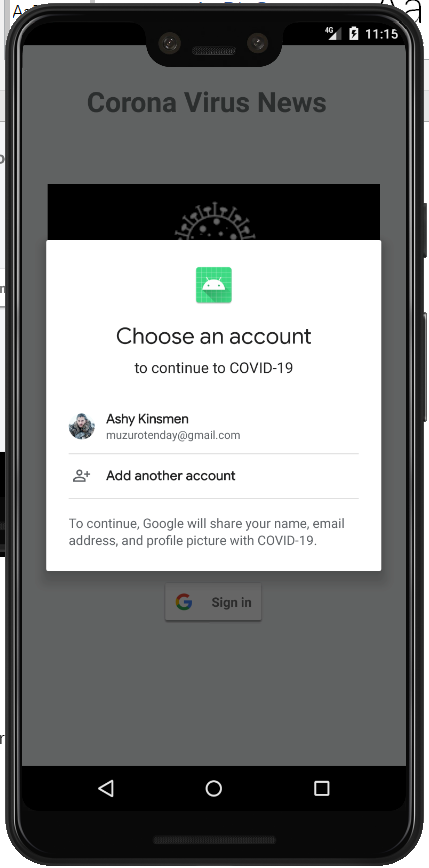 4G 11:15
Corona Virus News
Choose an account
to continue to COVID-19
Ashy Kinsmen
muzurotenday@gmail.com
Add another account
To continue, Google will share your name, email
address, and profile picture with COVID-19.
Sign in